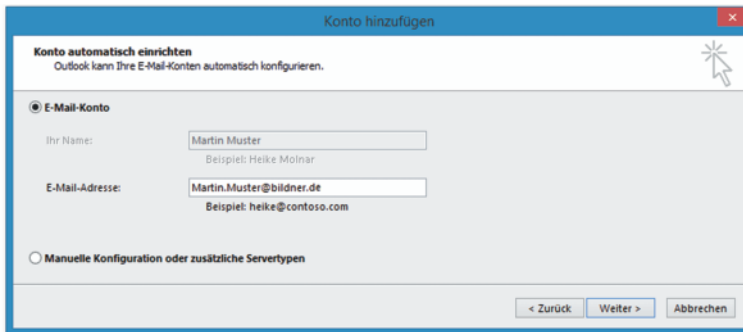 Konto hinzufügen
Konto automatisch einrichten
Outlook kann Ihre E-Mail-Konten automatisch konfigurieren.
E-Mail-Konto
Ihr Name: Martin Muster
Beispiel: Heike Molnar
E-Mail-Adresse: Martin.Muster@bildner.de
Beispiel: heike@contoso.com
Manuelle Konfiguration oder zusätzliche Servertypen
< Zurück Weiter > Abbrechen